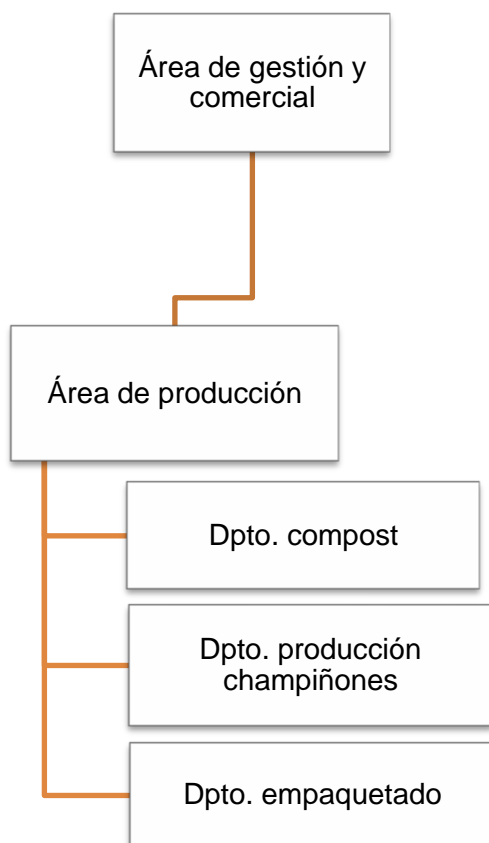 Área de gestión y
comercial
Área de producción
Dpto. compost
Dpto. producción
champiñones
Dpto. empaquetado